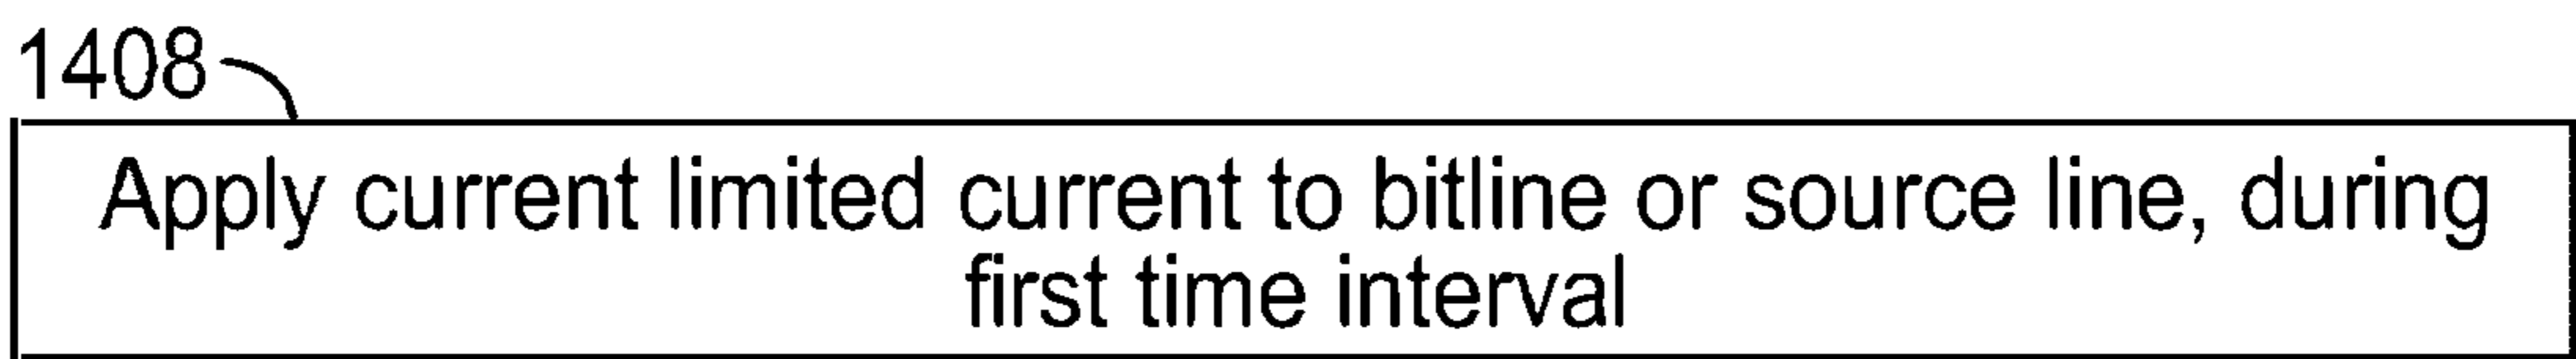 1408
Apply current limited current to bitline or source line, during
first time interval